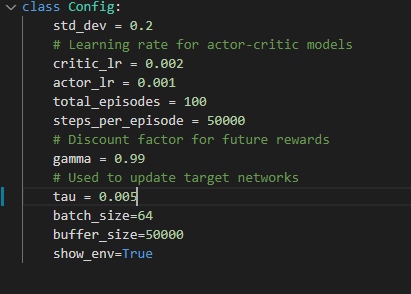 class Config:
std_dev = 0.2
# Learning rate for actor-critic models
critic_lr = 0.002
actor_lr = 0.001
total_episodes = 100
steps_per_episode = 50000
# Discount factor for future rewards
gamma = 0.99
# Used to update target networks
tau = 0.005
batch_size=64
buffer_size=50000
show_env=True